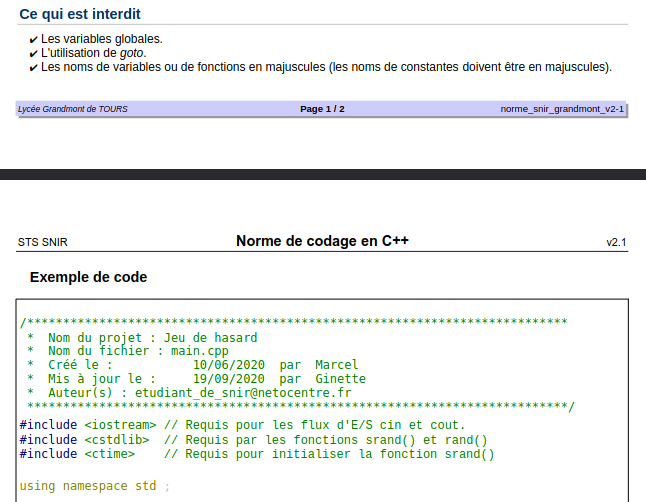 Ce qui est interdit
✔ Les variables globales.
✔ L'utilisation de goto.
✔ Les noms de variables ou de fonctions en majuscules (les noms de constantes doivent être en majuscules).
Lycée Grandmont de TOURS Page 1 / 2 norme_snir_grandmont_v2-1
STS SNIR Norme de codage en C++ v2.1
Exemple de code
/***************************************************************************
 *  Nom du projet : Jeu de hasard
 *  Nom du fichier : main.cpp
 *  Créé le :           10/06/2020  par  Marcel
 *  Mis à jour le :     19/09/2020  par  Ginette
 *  Auteur(s) : etudiant_de_snir@netocentre.fr
 ***************************************************************************/
#include <iostream> // Requis pour les flux d'E/S cin et cout.
#include <cstdlib>  // Requis par les fonctions srand() et rand()
#include <ctime>    // Requis pour initialiser la fonction srand()
using namespace std ;